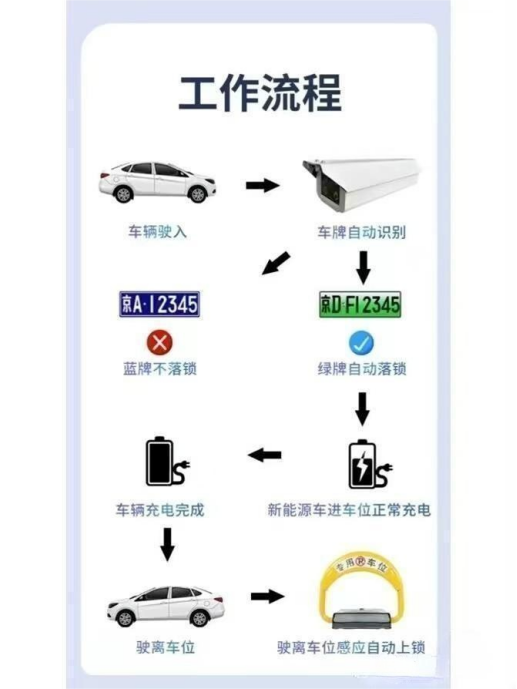 工作流程
车辆驶入
车牌自动识别
京A·12345
京D·F12345
蓝牌不落锁
绿牌自动落锁
车辆充电完成
新能源车进车位正常充电
专用Ⓟ车位
驶离车位
驶离车位感应自动上锁